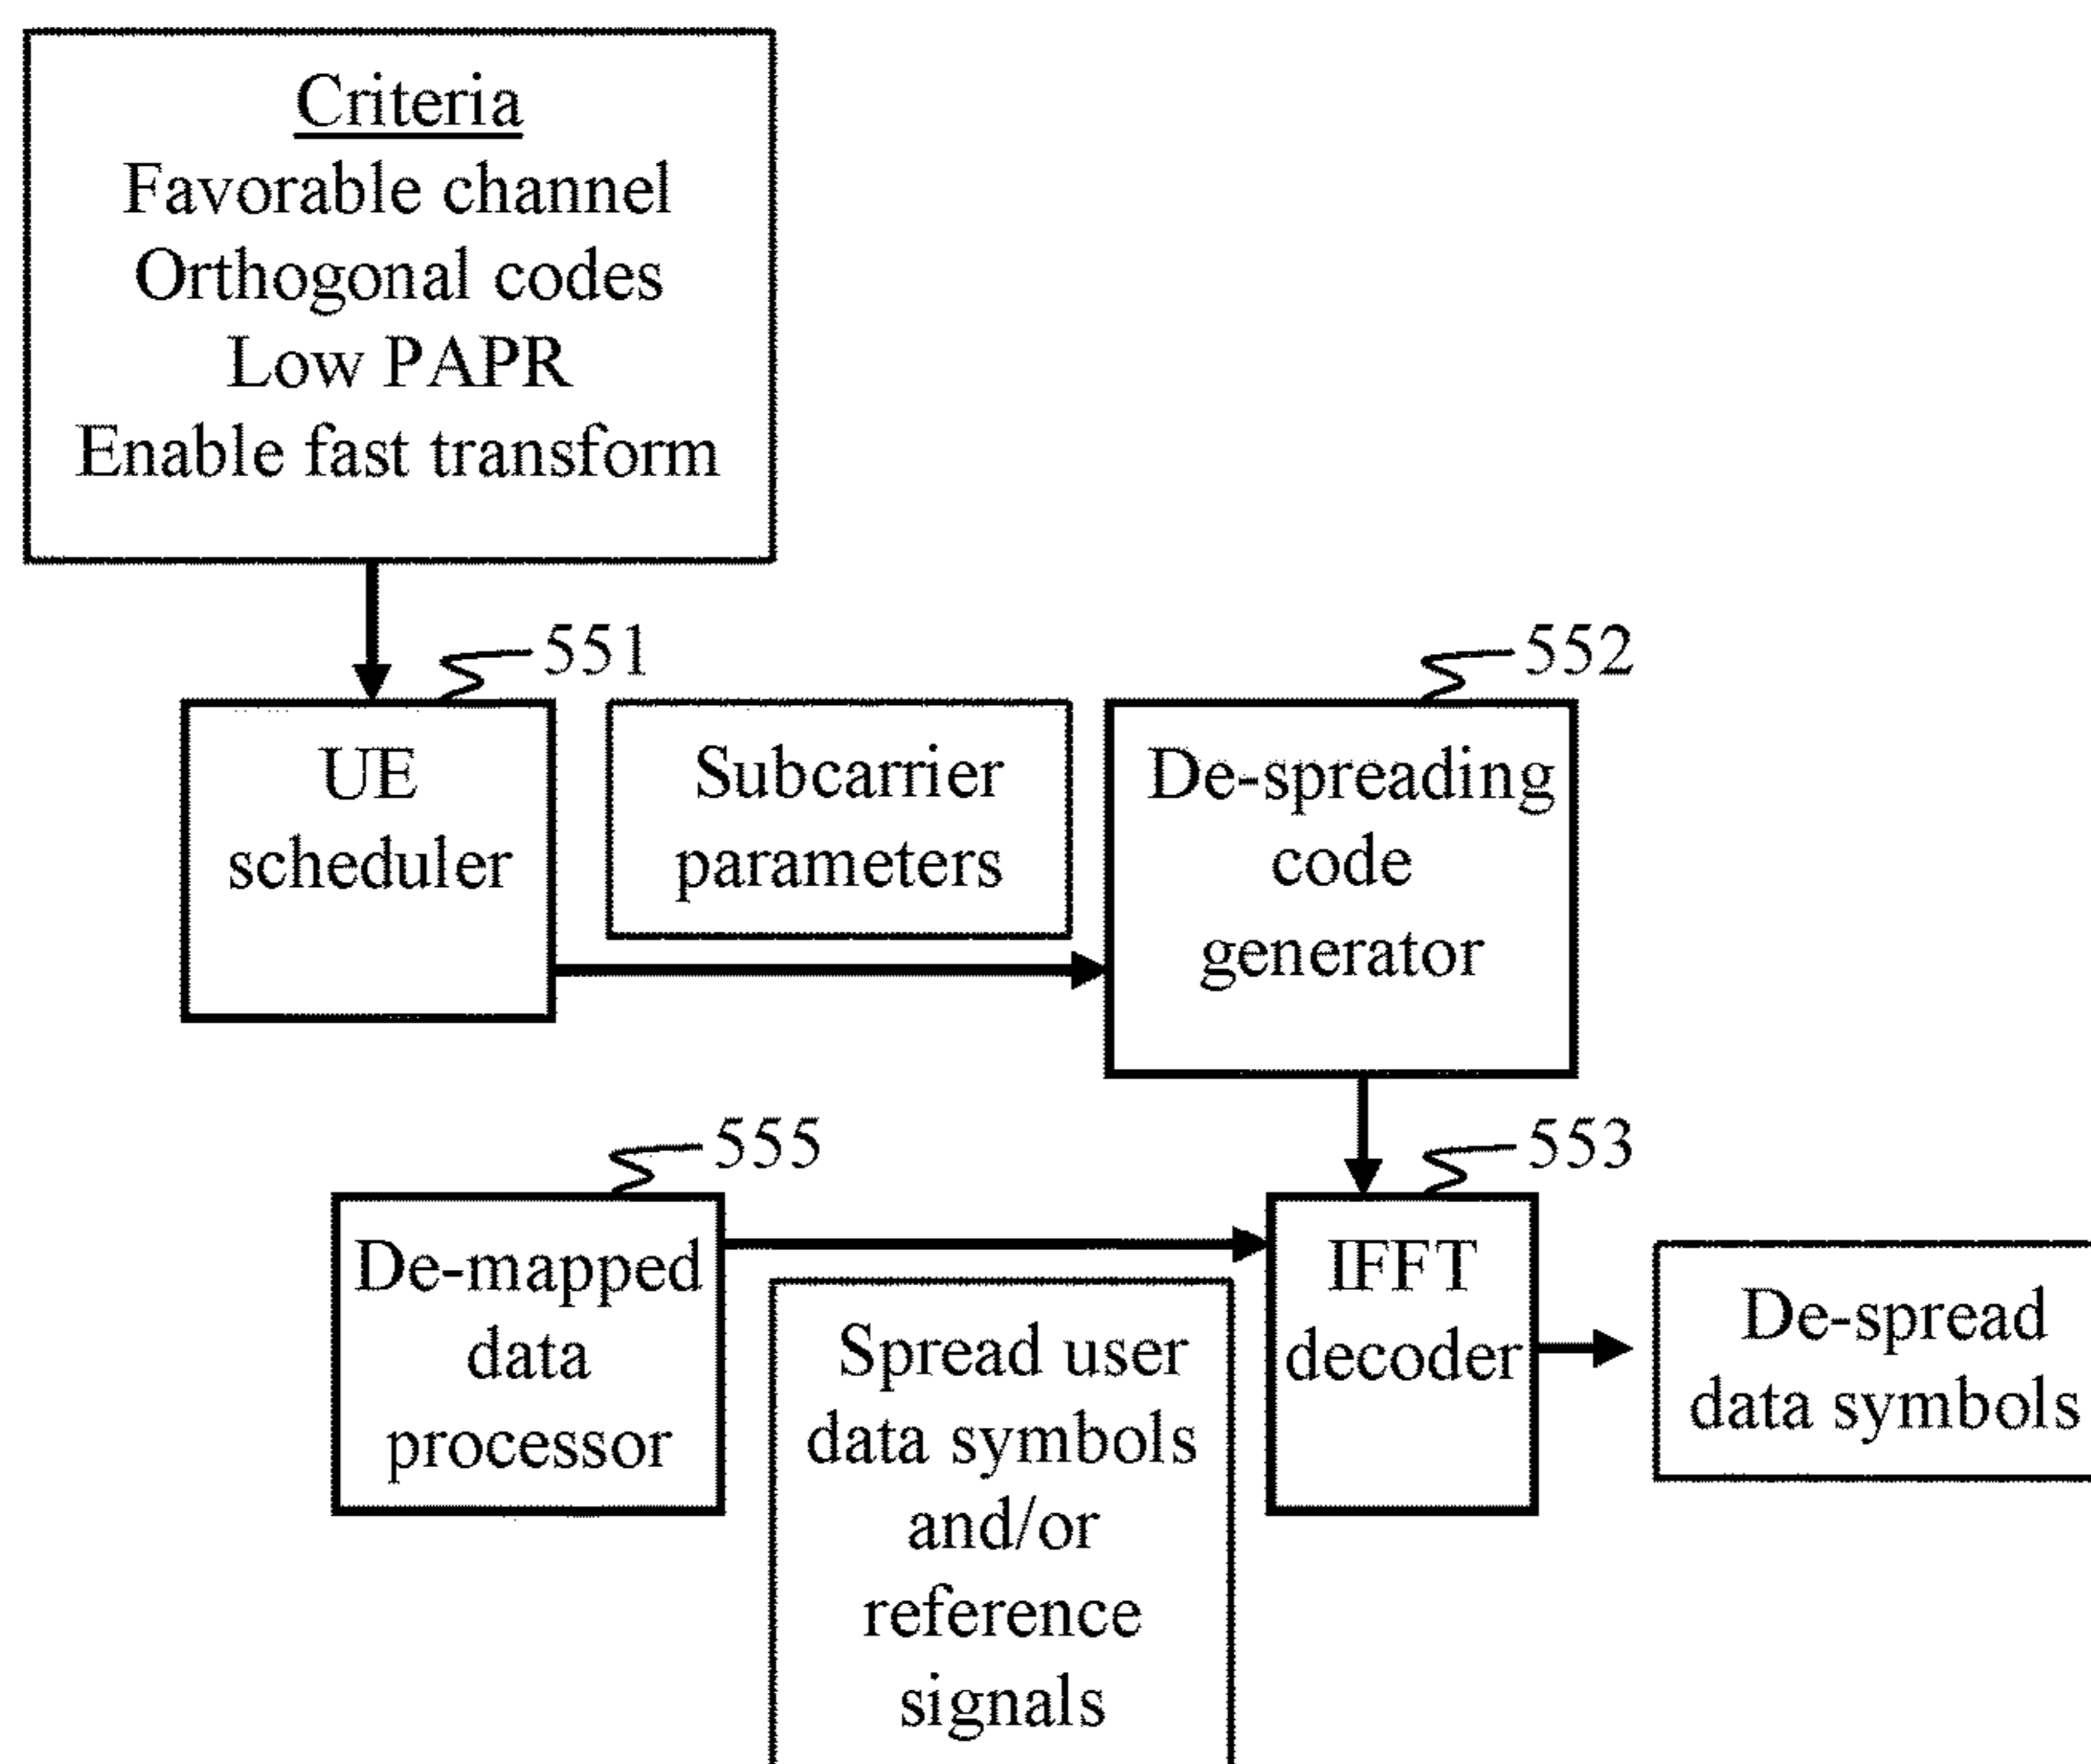 Criteria
Favorable channel
Orthogonal codes
Low PAPR
Enable fast transform
551
552
UE
scheduler
Subcarrier
parameters
De-spreading
code
generator
555
553
De-mapped
data
processor
Spread user
data symbols
and/or
reference
signals
IFFT
decoder
De-spread
data symbols